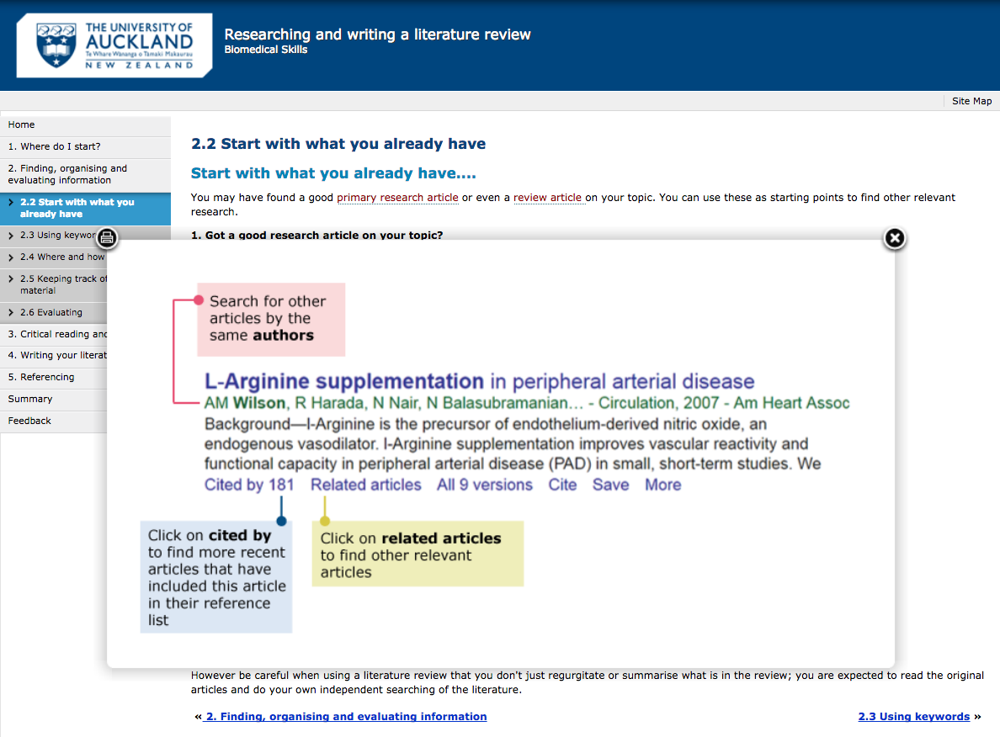 THE UNIVERSITY OF
AUCKLAND
Te Whare Wānanga o Tāmaki Makaurau
NEW ZEALAND
Researching and writing a literature review
Biomedical Skills
Site Map
Home
1. Where do I start?
2. Finding, organising and
evaluating information
2.2 Start with what you
already have
2.3 Using keywor
2.4 Where and how
2.5 Keeping track of
material
2.6 Evaluating
3. Critical reading and
4. Writing your literat
5. Referencing
Summary
Feedback
2.2 Start with what you already have
Start with what you already have....
You may have found a good primary research article or even a review article on your topic. You can use these as starting points to find other relevant
research.
1. Got a good research article on your topic?
Search for other
articles by the
same authors
L-Arginine supplementation in peripheral arterial disease
AM Wilson, R Harada, N Nair, N Balasubramanian... - Circulation, 2007 - Am Heart Assoc
Background—l-Arginine is the precursor of endothelium-derived nitric oxide, an
endogenous vasodilator. l-Arginine supplementation improves vascular reactivity and
functional capacity in peripheral arterial disease (PAD) in small, short-term studies. We
Cited by 181 Related articles All 9 versions Cite Save More
Click on cited by
to find more recent
articles that have
included this article
in their reference
list
Click on related articles
to find other relevant
articles
However be careful when using a literature review that you don't just regurgitate or summarise what is in the review; you are expected to read the original
articles and do your own independent searching of the literature.
« 2. Finding, organising and evaluating information
2.3 Using keywords »